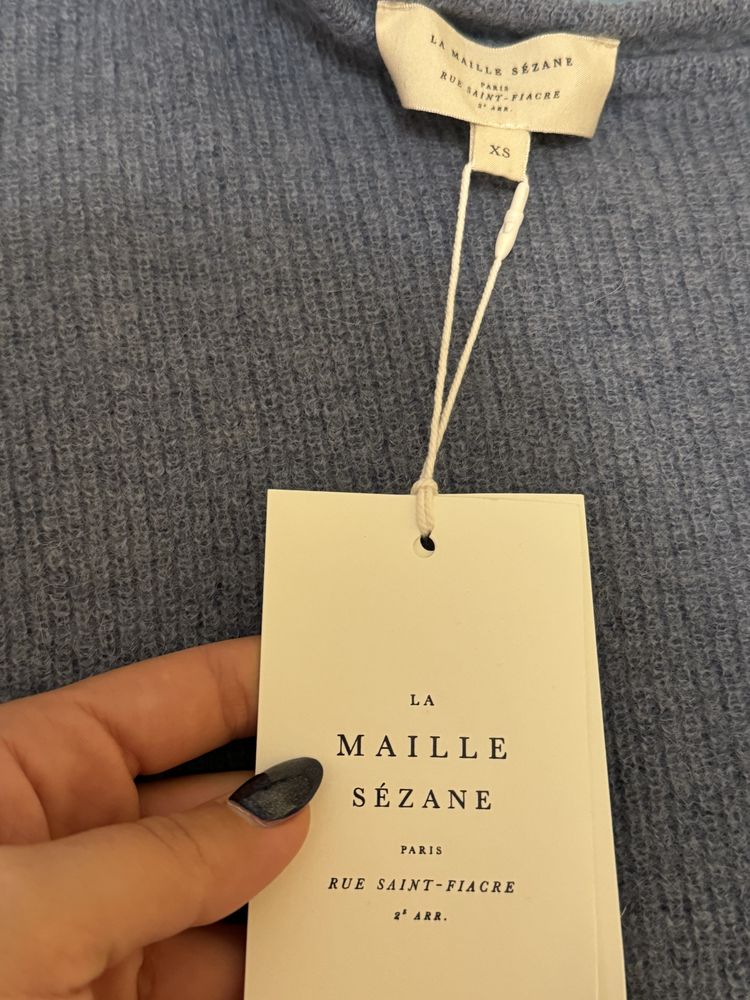 LA MAILLE SÉZANE
PARIS
RUE SAINT-FIACRE
2E ARR.
XS
LA
MAILLE
SÉZANE
PARIS
RUE SAINT-FIACRE
2E ARR.